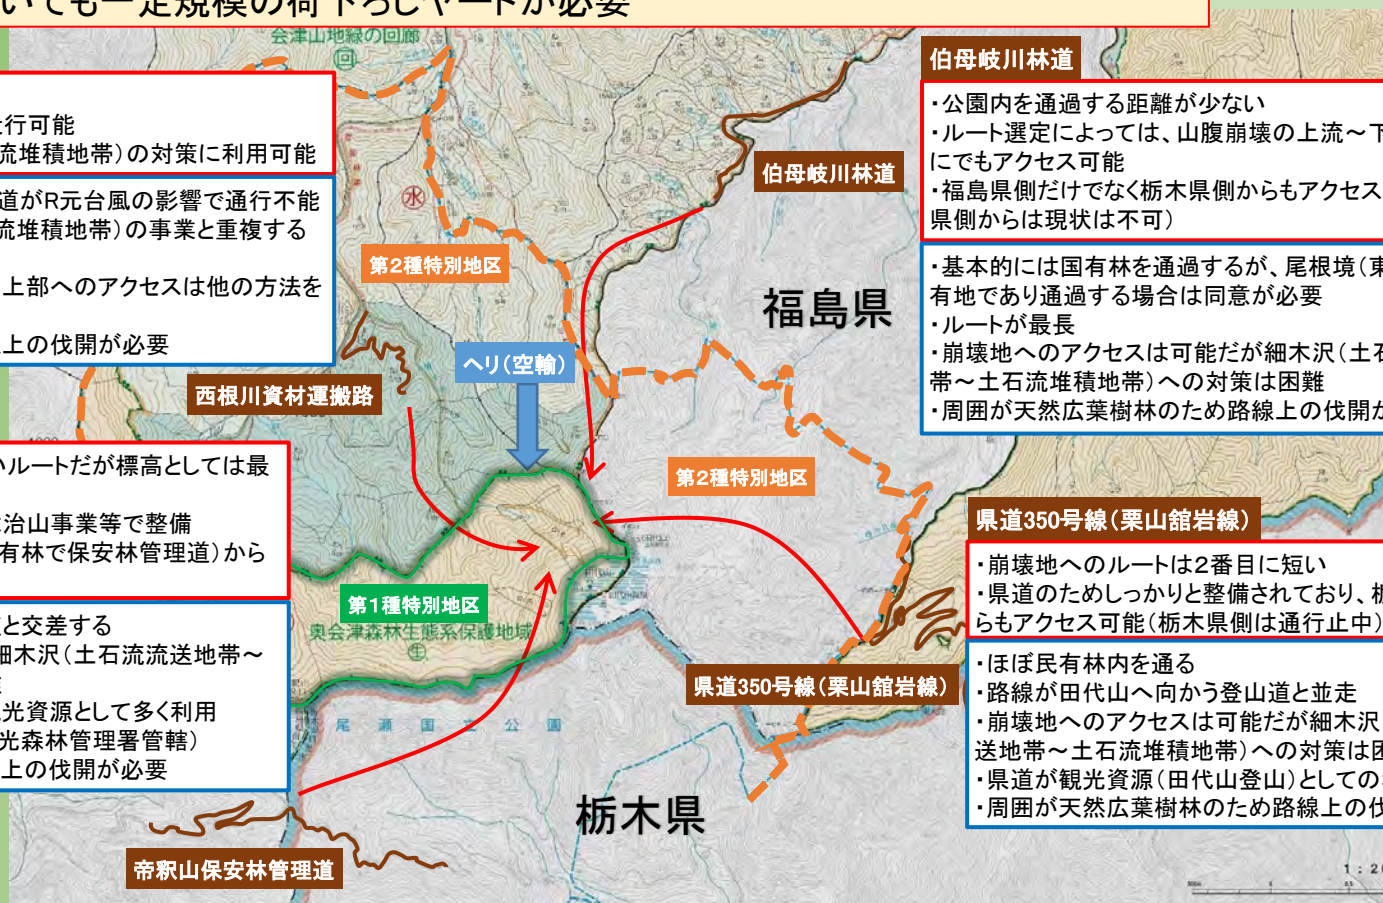 いても一定規模の荷下ろしヤードが必要
会津山地緑の回廊
回
行可能
流堆積地帯）の対策に利用可能
道がR元台風の影響で通行不能
流堆積地帯）の事業と重複する
上部へのアクセスは他の方法を
上の伐開が必要
水
第２種特別地区
伯母岐川林道
伯母岐川林道
・公園内を通過する距離が少ない
・ルート選定によっては、山腹崩壊の上流～下
にでもアクセス可能
・福島県側だけでなく栃木県側からもアクセス
県側からは現状は不可）
・基本的には国有林を通過するが、尾根境（東
有地であり通過する場合は同意が必要
・ルートが最長
・崩壊地へのアクセスは可能だが細木沢（土石
帯～土石流堆積地帯）への対策は困難
・周囲が天然広葉樹林のため路線上の伐開が
福島県
ヘリ（空輸）
西根川資材運搬路
いルートだが標高としては最
治山事業等で整備
有林で保安林管理道）から
と交差する
細木沢（土石流流送地帯～
光資源として多く利用
光森林管理署管轄）
上の伐開が必要
第２種特別地区
第１種特別地区
奥会津森林生態系保護地域
生
県道350号線（栗山舘岩線）
・崩壊地へのルートは２番目に短い
・県道のためしっかりと整備されており、栃
らもアクセス可能（栃木県側は通行止中）
・ほぼ民有林内を通る
・路線が田代山へ向かう登山道と並走
・崩壊地へのアクセスは可能だが細木沢
送地帯～土石流堆積地帯）への対策は困
・県道が観光資源（田代山登山）としての
・周囲が天然広葉樹林のため路線上の伐
県道350号線（栗山舘岩線）
尾瀬国立公園
栃木県
帝釈山保安林管理道